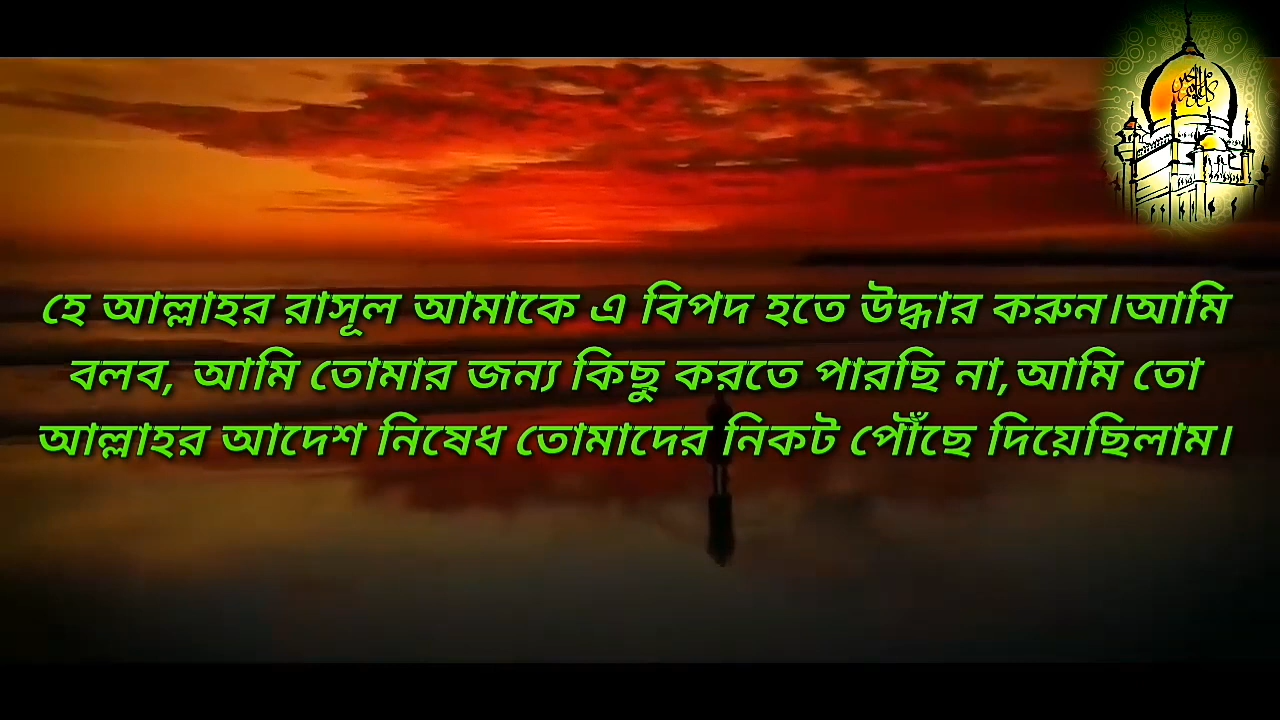 হে আল্লাহর রাসূল আমাকে এ বিপদ হতে উদ্ধার করুন।আমি
বলব, আমি তোমার জন্য কিছু করতে পারছি না,আমি তো
আল্লাহর আদেশ নিষেধ তোমাদের নিকট পৌঁছে দিয়েছিলাম।